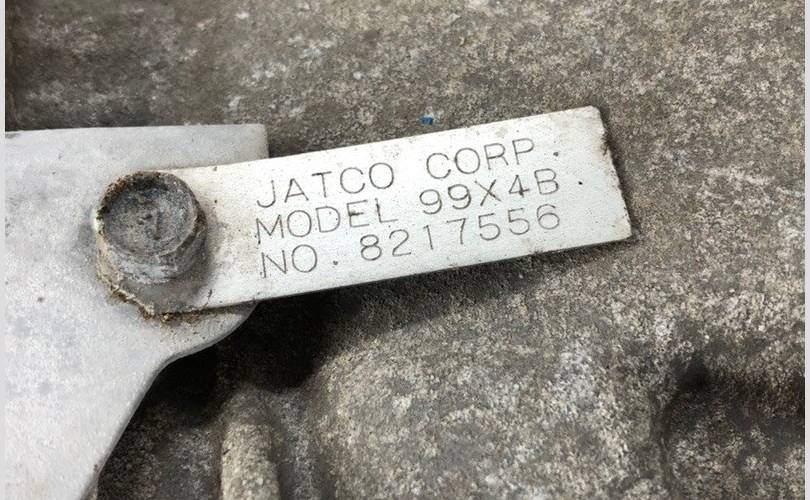 JATCO CORP
MODEL 99X4B
NO. 8217556